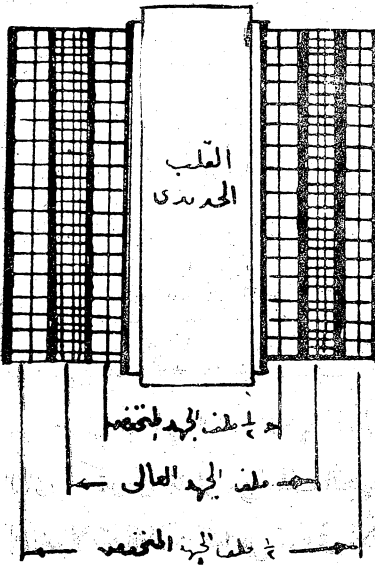 القلب
الحديدى
½ ملف الجهد المنخفض
ملف الجهد العالى
½ ملف الجهد المنخفض